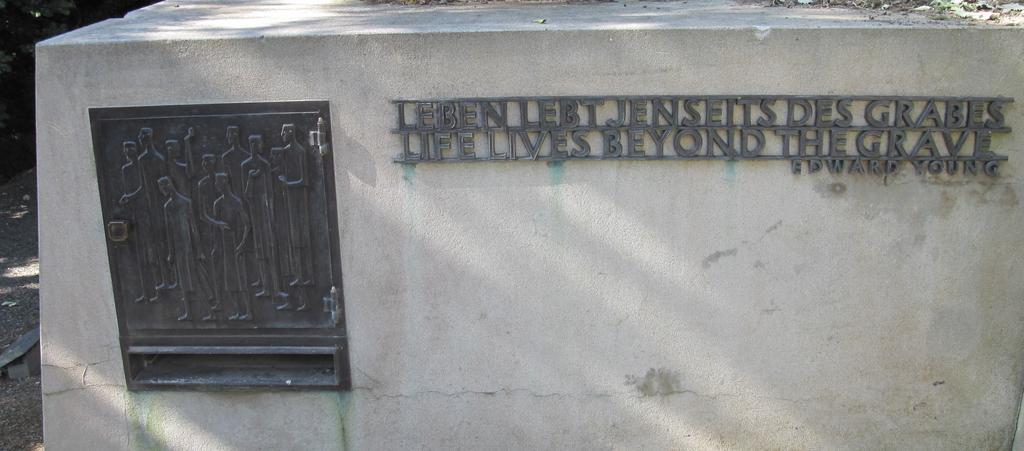 LEBEN LEBT JENSEITS DES GRABES
LIFE LIVES BEYOND THE GRAVE
EDWARD YOUNG